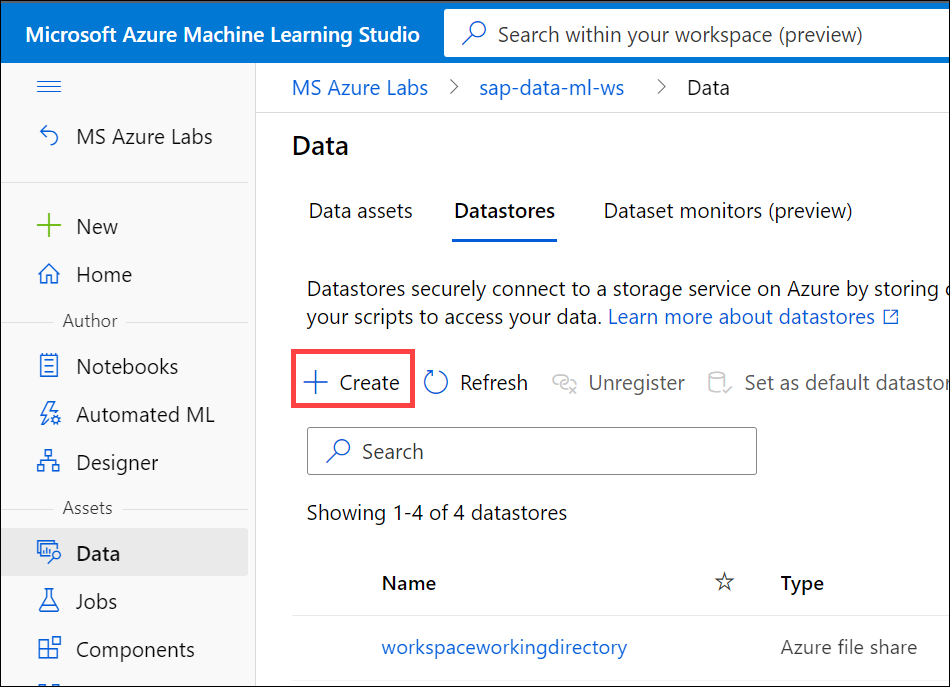 Microsoft Azure Machine Learning Studio
Search within your workspace (preview)
MS Azure Labs > sap-data-ml-ws > Data
MS Azure Labs
New
Home
Author
Notebooks
Automated ML
Designer
Assets
Data
Jobs
Components
Data
Data assets Datastores Dataset monitors (preview)
Datastores securely connect to a storage service on Azure by storing
your scripts to access your data. Learn more about datastores
Create Refresh Unregister Set as default datastor
Search
Showing 1-4 of 4 datastores
Name Type
workspaceworkingdirectory Azure file share